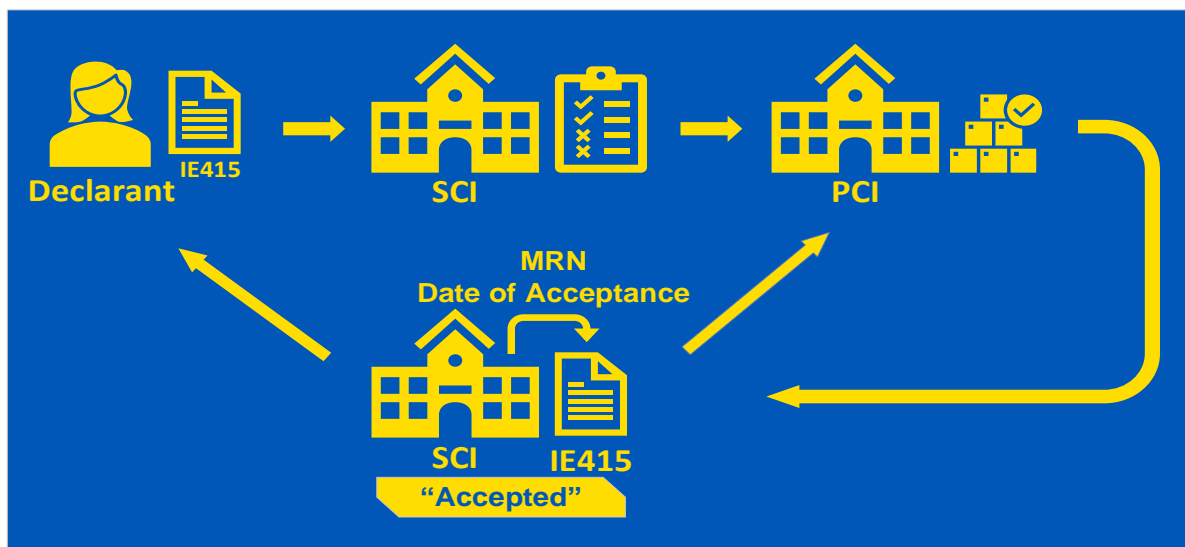 IE415
Declarant
SCI
PCI
MRN
Date of Acceptance
SCI
IE415
“Accepted”